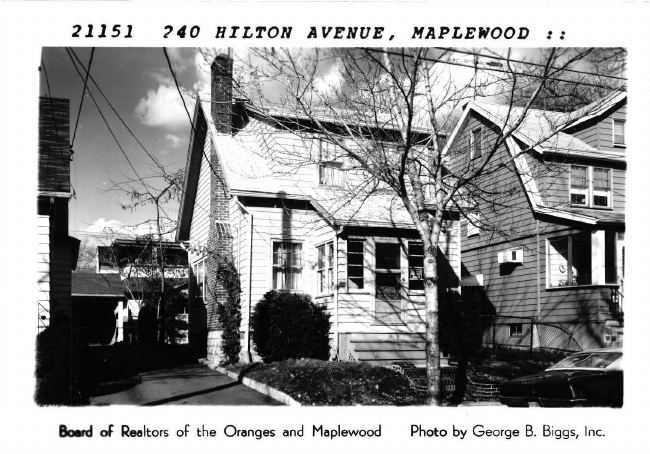 21151 240 HILTON AVENUE, MAPLEWOOD ::
Board of Realtors of the Oranges and Maplewood Photo by George B. Biggs, Inc.